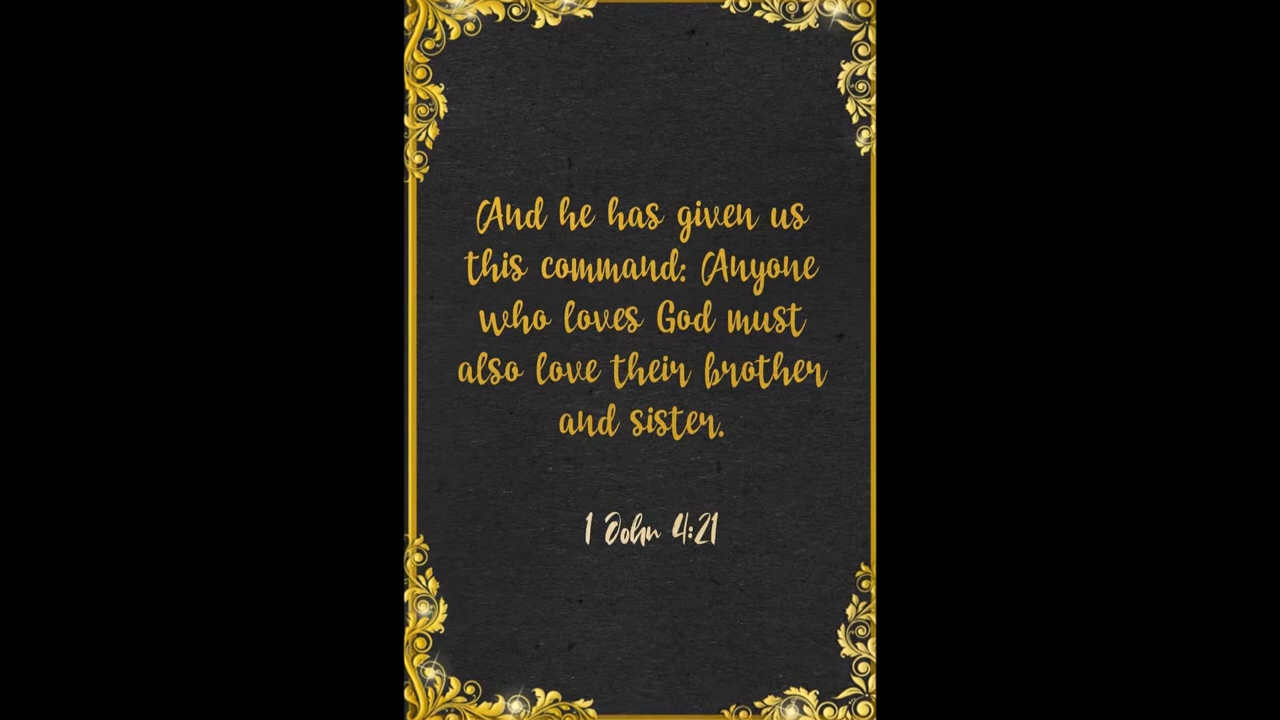 And he has given us
this command: Anyone
who loves God must
also love their brother
and sister.
1 John 4:21